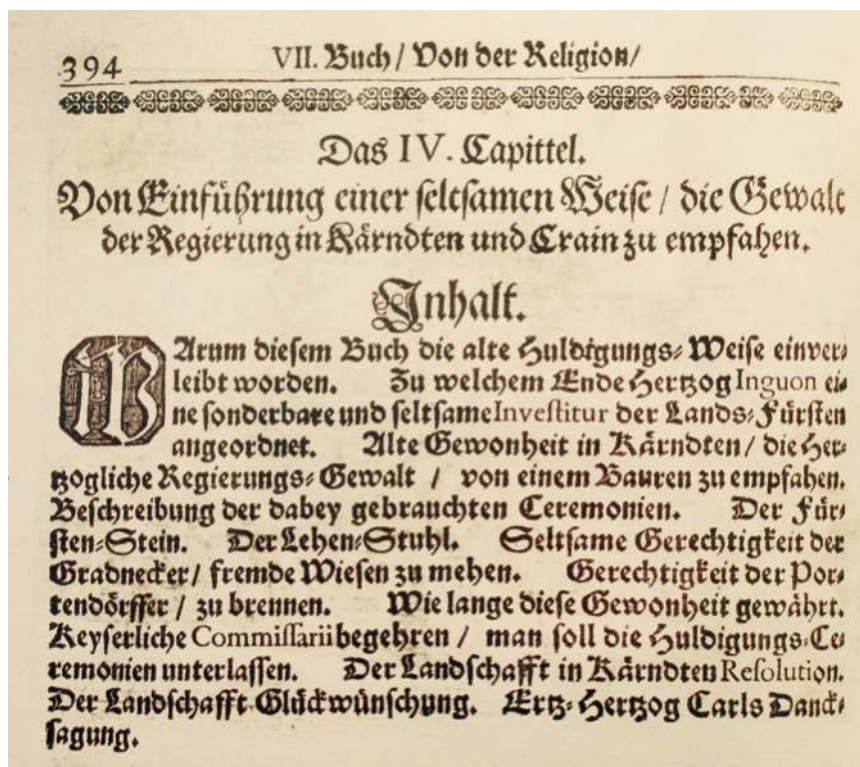 394 VII. Buch / Von der Religion /
Das IV. Capittel.
Von Einführung einer seltsamen Weise / die Gewalt
der Regierung in Kärndten und Crain zu empfahen.
Inhalt.
WArum diesem Buch die alte Huldigungs-Weise einver-
leibt worden. Zu welchem Ende Hertzog Inguon ei-
ne sonderbare und seltsame Investitur der Lands-Fürsten
angeordnet. Alte Gewonheit in Kärndten / die Her-
tzogliche Regierungs-Gewalt / von einem Bauren zu empfahen.
Beschreibung der dabey gebrauchten Ceremonien. Der Für-
sten-Stein. Der Lehen-Stuhl. Seltsame Gerechtigkeit der
Gradnecker / fremde Wiesen zu mehen. Gerechtigkeit der Por-
tendörffer / zu brennen. Wie lange diese Gewonheit gewährt.
Keyserliche Commissarii begehren / man soll die Huldigungs-Ce-
remonien unterlassen. Der Landschafft in Kärndten Resolution.
Der Landschafft Glückwünschung. Ertz-Hertzog Carls Danck-
sagung.